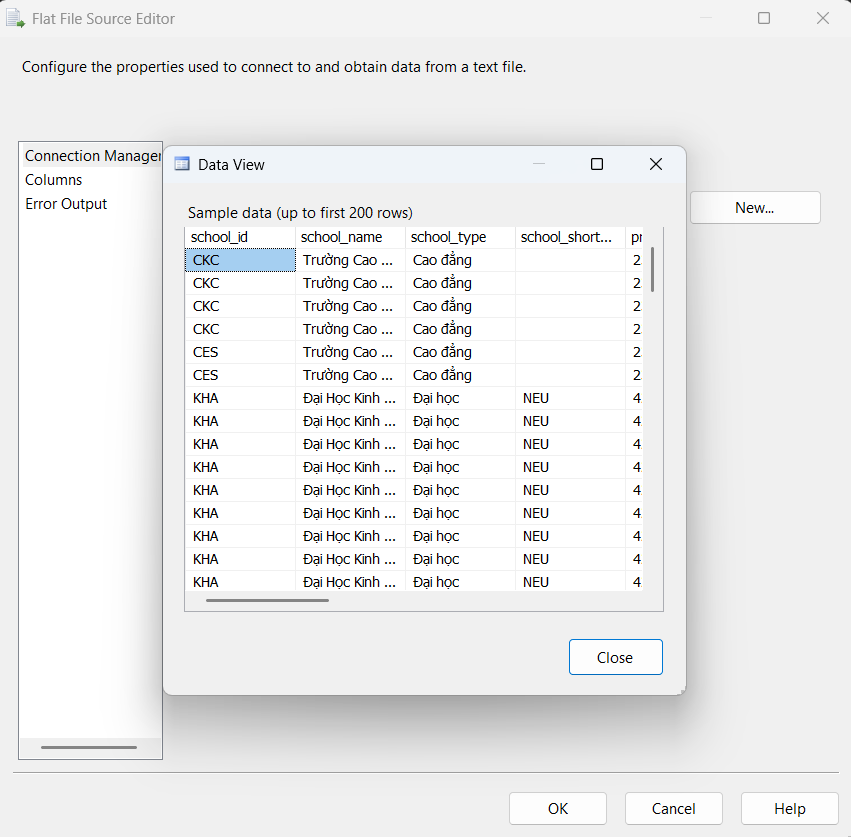 Flat File Source Editor
Configure the properties used to connect to and obtain data from a text file.
Connection Manager
Columns
Error Output
New...
Data View
Sample data (up to first 200 rows)
school_id school_name school_type school_short... pr
CKC Trường Cao ... Cao đẳng 2
CKC Trường Cao ... Cao đẳng 2
CKC Trường Cao ... Cao đẳng 2
CKC Trường Cao ... Cao đẳng 2
CES Trường Cao ... Cao đẳng 2
CES Trường Cao ... Cao đẳng 2
KHA Đại Học Kinh ... Đại học NEU 4
KHA Đại Học Kinh ... Đại học NEU 4
KHA Đại Học Kinh ... Đại học NEU 4
KHA Đại Học Kinh ... Đại học NEU 4
KHA Đại Học Kinh ... Đại học NEU 4
KHA Đại Học Kinh ... Đại học NEU 4
KHA Đại Học Kinh ... Đại học NEU 4
KHA Đại Học Kinh ... Đại học NEU 4
KHA Đại Học Kinh ... Đại học NEU 4
Close
OK Cancel Help